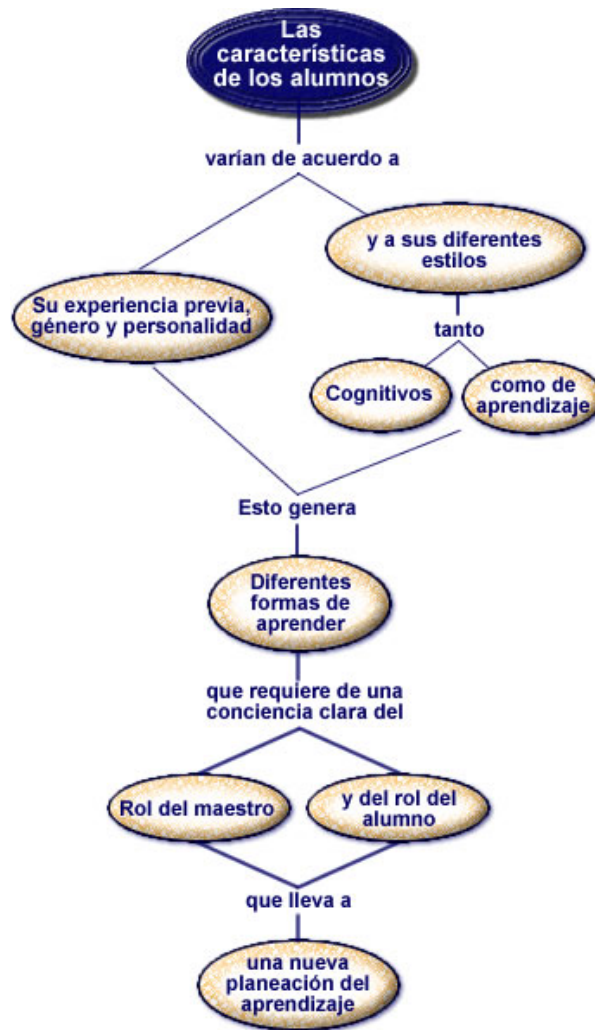 Las
características
de los alumnos
varían de acuerdo a
y a sus diferentes
estilos
Su experiencia previa,
género y personalidad
tanto
Cognitivos
como de
aprendizaje
Esto genera
Diferentes
formas de
aprender
que requiere de una
conciencia clara del
Rol del maestro
y del rol del
alumno
que lleva a
una nueva
planeación del
aprendizaje